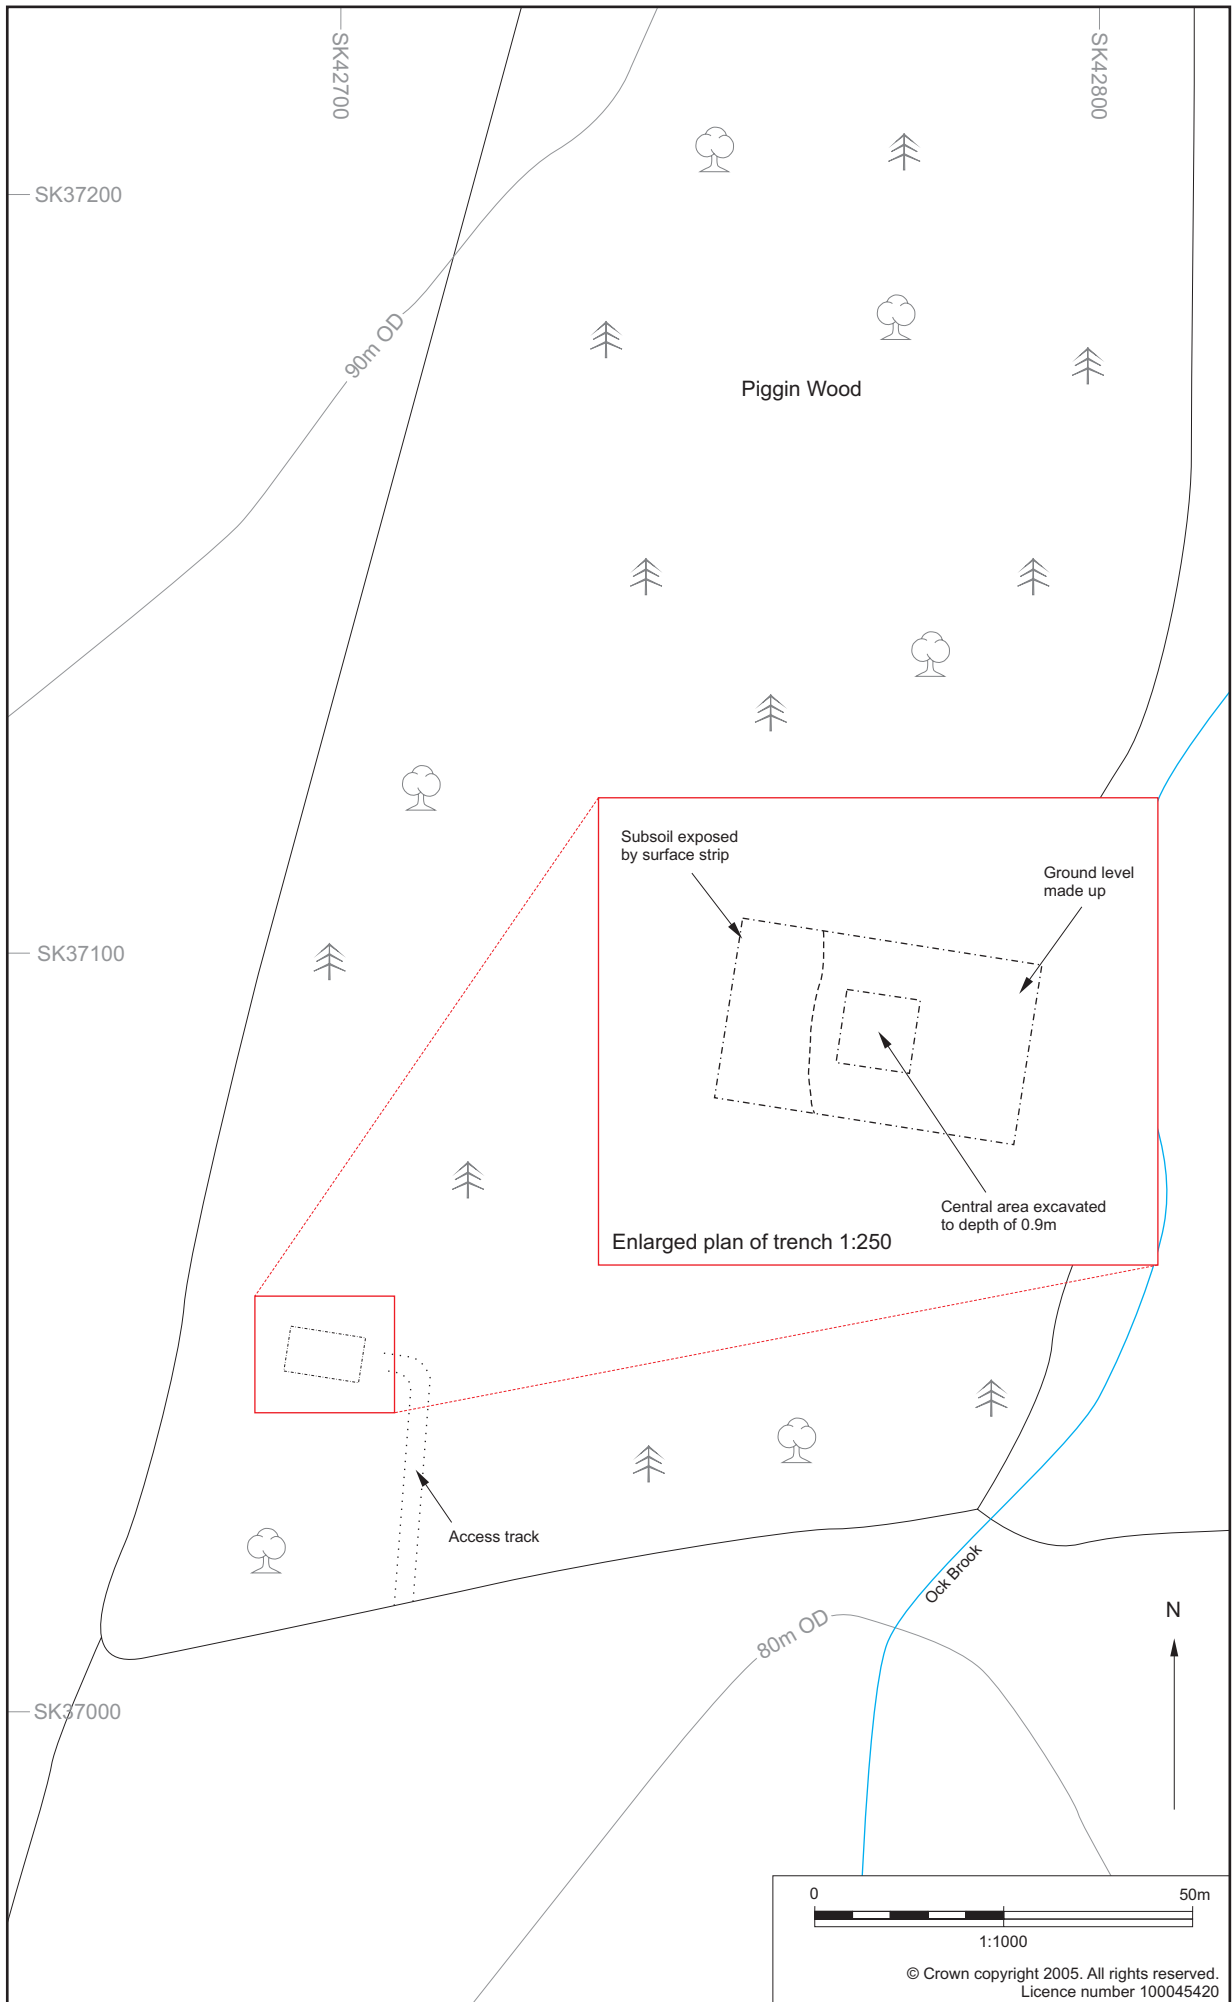 SK42700
SK42800
SK37200
90m OD
Piggin Wood
Subsoil exposed
by surface strip
Ground level
made up
SK37100
Central area excavated
to depth of 0.9m
Enlarged plan of trench 1:250
Access track
Ock Brook
80m OD
N
SK37000
0
50m
1:1000
© Crown copyright 2005. All rights reserved.
Licence number 100045420